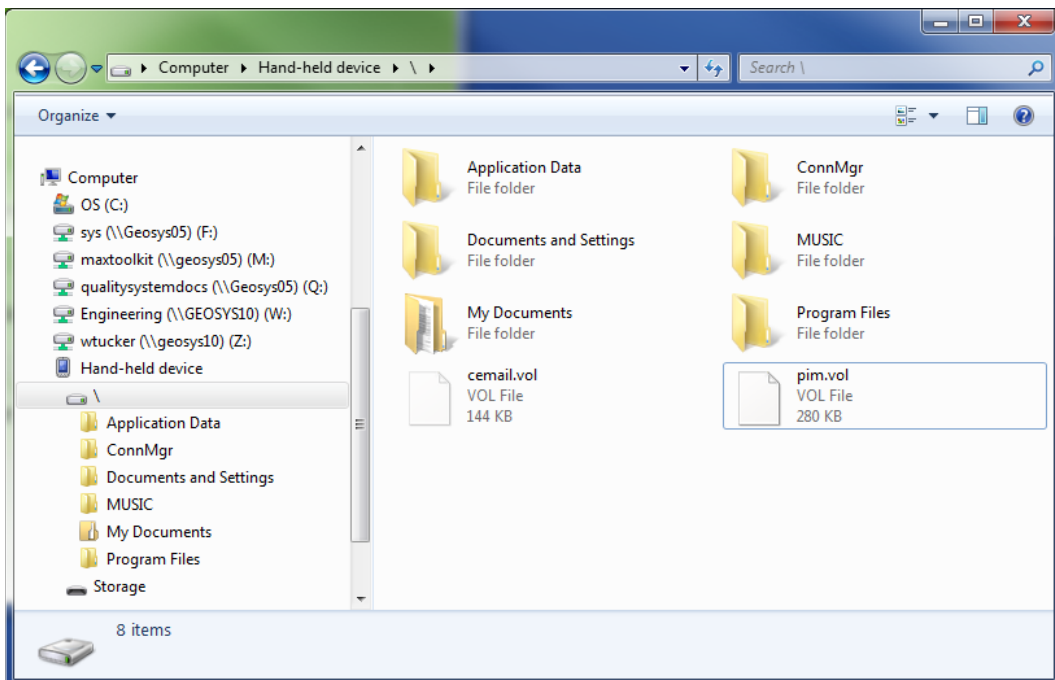 Computer Hand-held device \
Search \
Organize
Computer
OS (C:)
sys (\\Geosys05) (F:)
maxtoolkit (\\geosys05) (M:)
qualitysystemdocs (\\Geosys05) (Q:)
Engineering (\\GEOSYS10) (W:)
wtucker (\\geosys10) (Z:)
Hand-held device
\
Application Data
ConnMgr
Documents and Settings
MUSIC
My Documents
Program Files
Storage
Application Data
File folder
ConnMgr
File folder
Documents and Settings
File folder
MUSIC
File folder
My Documents
File folder
Program Files
File folder
cemail.vol
VOL File
144 KB
pim.vol
VOL File
280 KB
8 items